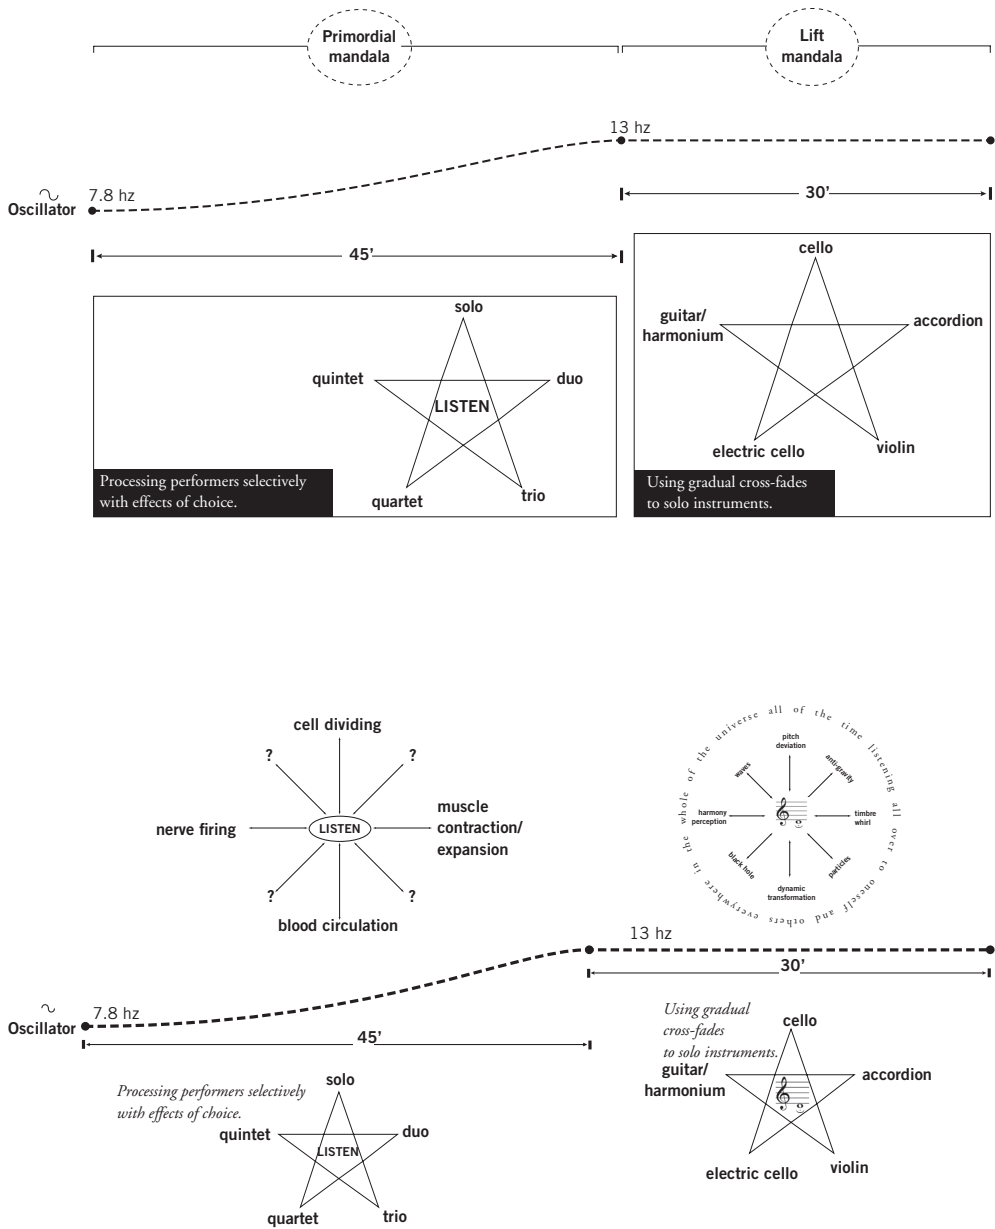 Primordial
mandala
Lift
mandala
13 hz
7.8 hz
Oscillator
30’
45’
solo
quintet
duo
LISTEN
quartet
trio
Processing performers selectively
with effects of choice.
cello
guitar/
harmonium
accordion
electric cello
violin
Using gradual cross-fades
to solo instruments.
cell dividing
?
?
nerve firing
LISTEN
muscle
contraction/
expansion
?
?
blood circulation
in the whole of the universe all of the time listening all over to oneself and others everywhere
pitch
deviation
waves
anti-gravity
harmony
perception
timbre
whirl
black hole
particles
dynamic
transformation
13 hz
7.8 hz
Oscillator
30’
45’
Processing performers selectively
with effects of choice.
solo
quintet
duo
LISTEN
quartet
trio
Using gradual
cross-fades
to solo instruments.
cello
guitar/
harmonium
accordion
electric cello
violin